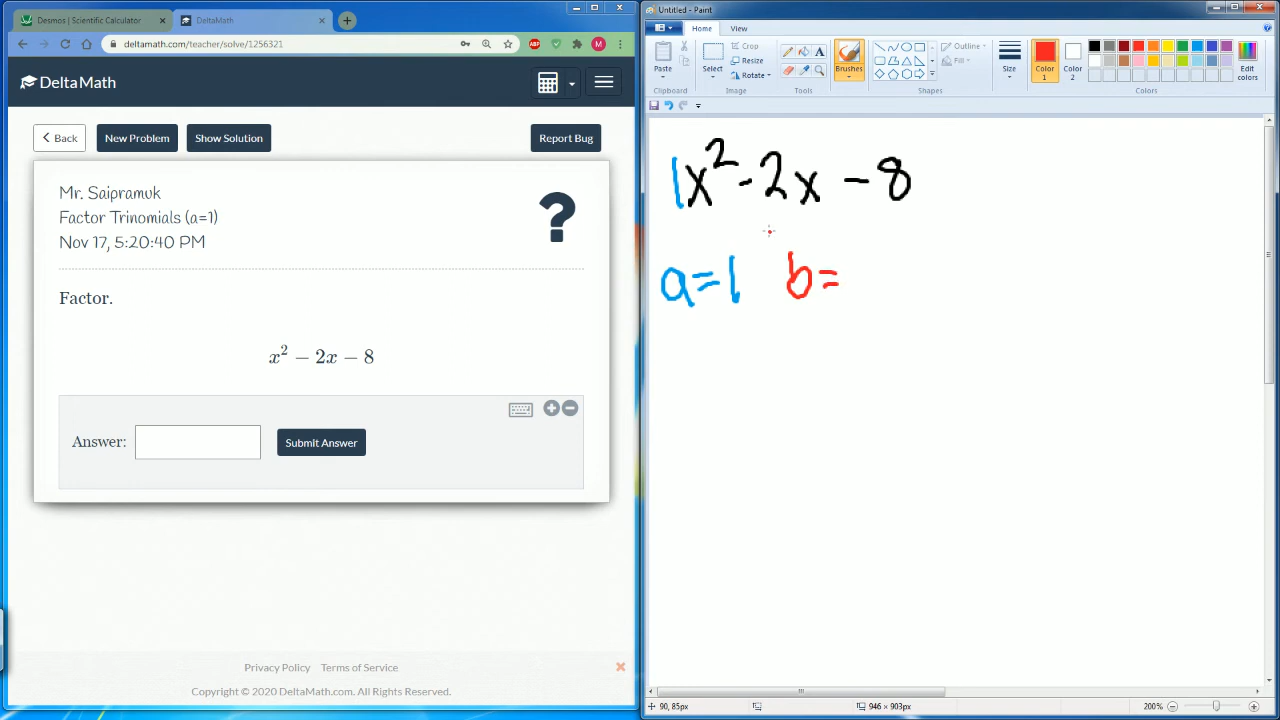 Desmos | Scientific Calculator
DeltaMath
deltamath.com/teacher/solve/1256321
ABP
M
DeltaMath
Back
New Problem
Show Solution
Report Bug
Mr. Saipramuk
Factor Trinomials (a=1)
Nov 17, 5:20:40 PM
?
Factor.
x² − 2x − 8
Answer:
Submit Answer
Privacy Policy Terms of Service
Copyright © 2020 DeltaMath.com. All Rights Reserved.
Untitled - Paint
Home View
Paste
Select
Crop
Resize
Rotate
A
Brushes
Outline
Fill
Size
Color 1
Color 2
Edit colors
Clipboard Image Tools Shapes Colors
1x² - 2x - 8
a=1 b=
90, 85px
946 × 903px
200%